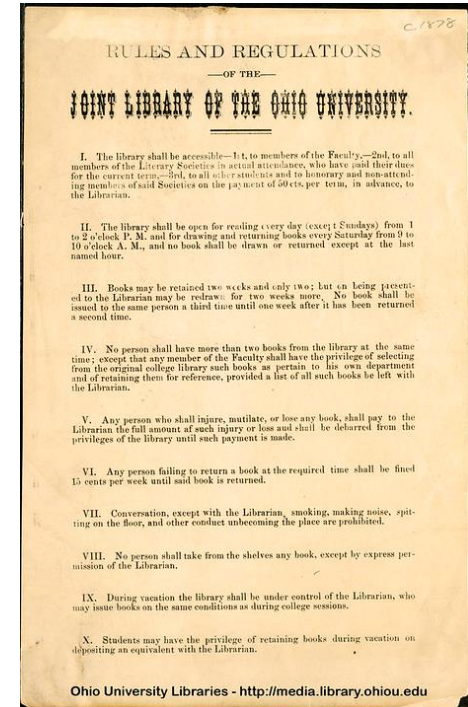 c1878
RULES AND REGULATIONS
—OF THE—
JOINT LIBRARY OF THE OHIO UNIVERSITY.
I. The library shall be accessible—1st, to members of the Faculty,—2nd, to all
members of the Literary Societies in actual attendance, who have paid their dues
for the current term,—3rd, to all other students and to honorary and non-attend-
ing members of said Societies on the payment of 50 cts. per term, in advance, to
the Librarian.
II. The library shall be open for reading every day (except Sundays) from 1
to 2 o'clock P. M. and for drawing and returning books every Saturday from 9 to
10 o'clock A. M., and no book shall be drawn or returned except at the last
named hour.
III. Books may be retained two weeks and only two; but on being present-
ed to the Librarian may be redrawn for two weeks more. No book shall be
issued to the same person a third time until one week after it has been returned
a second time.
IV. No person shall have more than two books from the library at the same
time; except that any member of the Faculty shall have the privilege of selecting
from the original college library such books as pertain to his own department
and of retaining them for reference, provided a list of all such books be left with
the Librarian.
V. Any person who shall injure, mutilate, or lose any book, shall pay to the
Librarian the full amount af such injury or loss and shall be debarred from the
privileges of the library until such payment is made.
VI. Any person failing to return a book at the required time shall be fined
15 cents per week until said book is returned.
VII. Conversation, except with the Librarian, smoking, making noise, spit-
ting on the floor, and other conduct unbecoming the place are prohibited.
VIII. No person shall take from the shelves any book, except by express per-
mission of the Librarian.
IX. During vacation the library shall be under control of the Librarian, who
may issue books on the same conditions as during college sessions.
X. Students may have the privilege of retaining books during vacation on
depositing an equivalent with the Librarian.
Ohio University Libraries - http://media.library.ohiou.edu